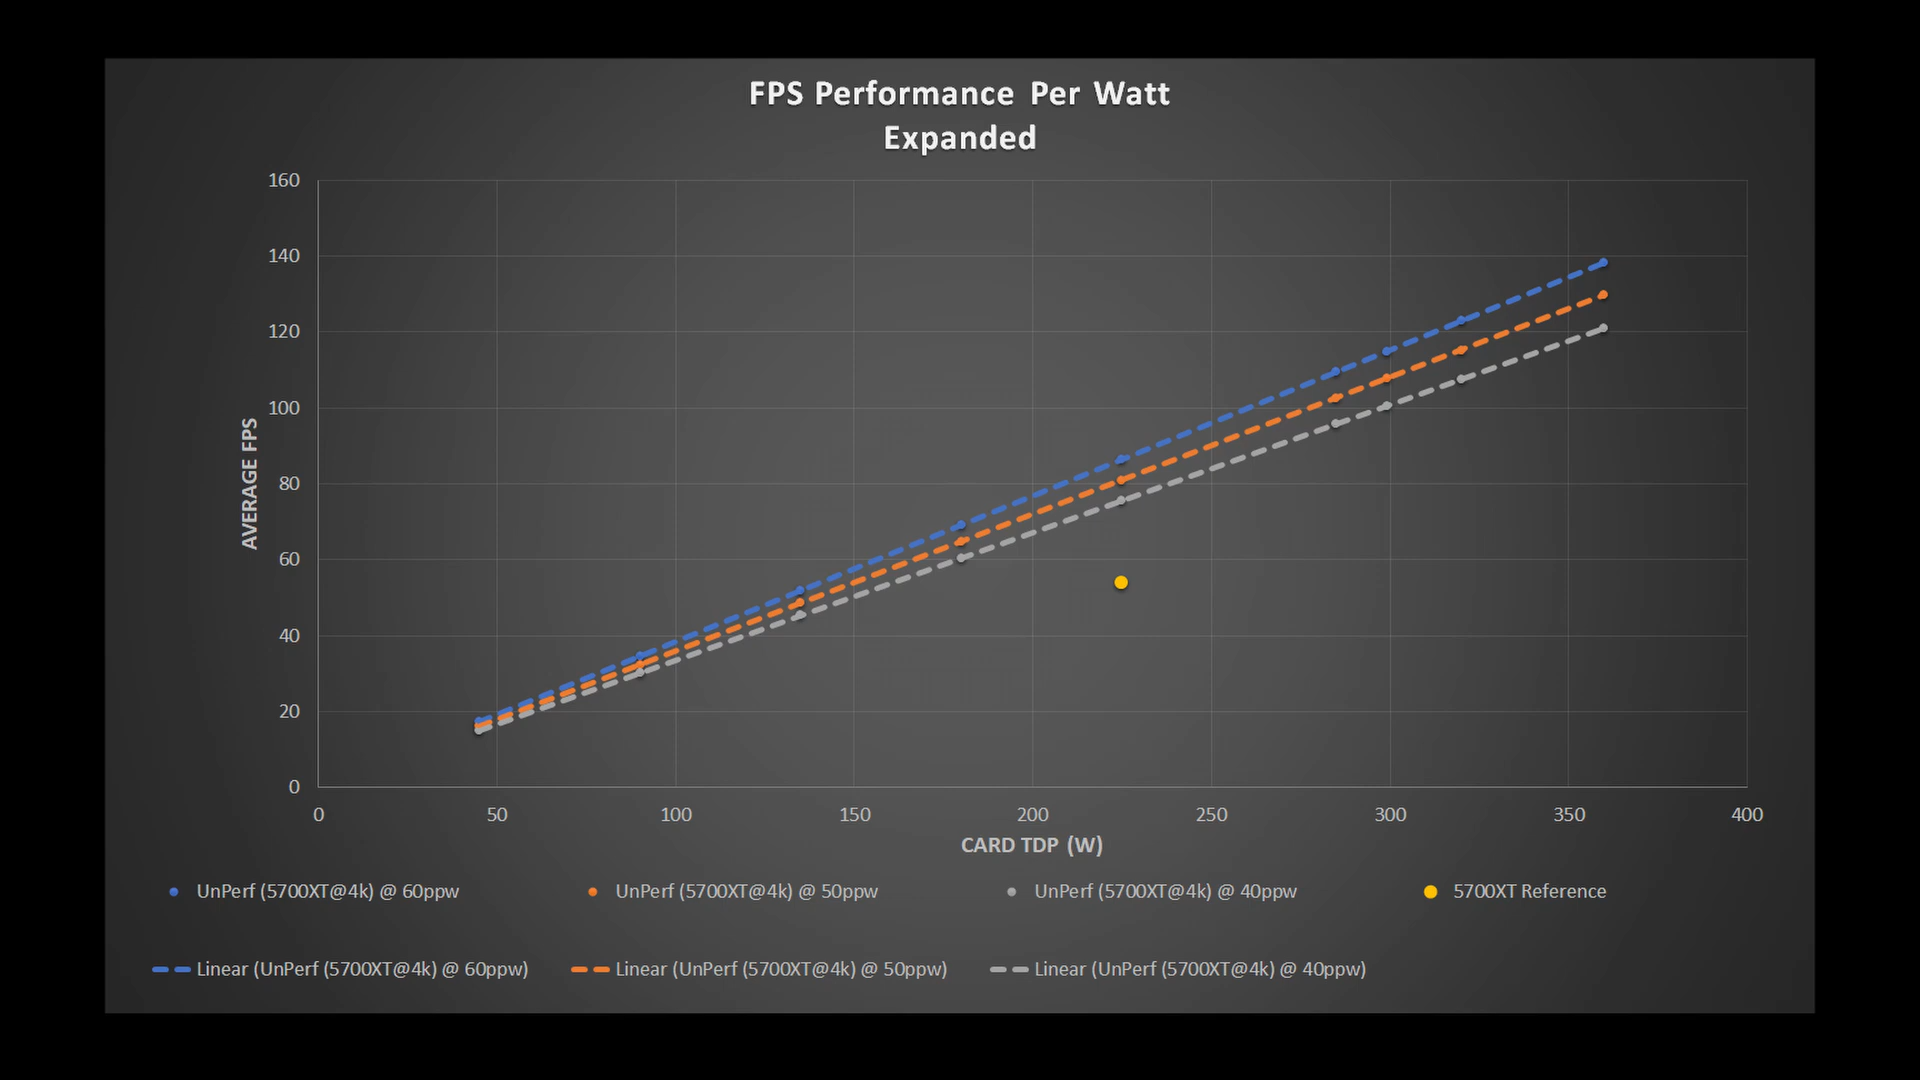 FPS Performance Per Watt
Expanded
160
140
120
100
80
60
40
20
0
AVERAGE FPS
0 50 100 150 200 250 300 350 400
CARD TDP (W)
UnPerf (5700XT@4k) @ 60ppw UnPerf (5700XT@4k) @ 50ppw UnPerf (5700XT@4k) @ 40ppw 5700XT Reference
Linear (UnPerf (5700XT@4k) @ 60ppw) Linear (UnPerf (5700XT@4k) @ 50ppw) Linear (UnPerf (5700XT@4k) @ 40ppw)